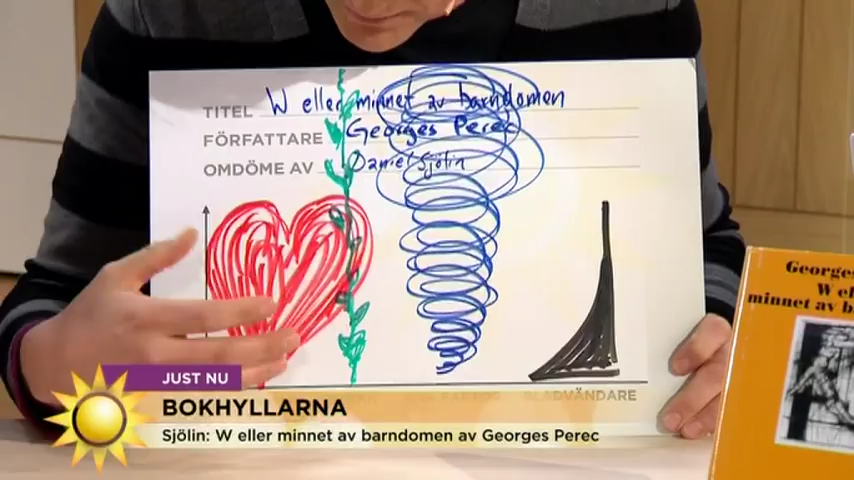 TITEL W eller minnet av barndomen
FÖRFATTARE Georges Perec
OMDÖME AV Daniel Sjölin
BLADVÄNDARE
Georges
W el
minnet av b
JUST NU
BOKHYLLARNA
Sjölin: W eller minnet av barndomen av Georges Perec